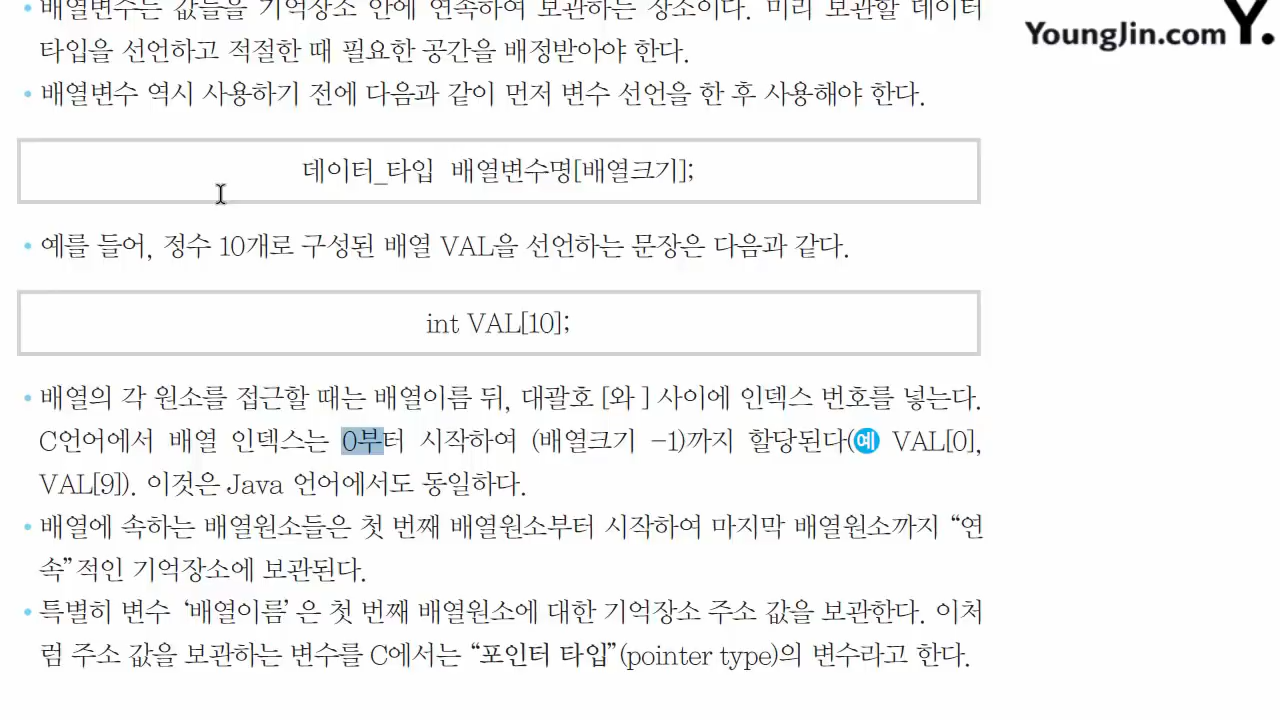 배열변수는 값들을 기억장소 안에 연속하여 보관하는 장소이다. 미리 보관할 데이터
타입을 선언하고 적절한 때 필요한 공간을 배정받아야 한다.
• 배열변수 역시 사용하기 전에 다음과 같이 먼저 변수 선언을 한 후 사용해야 한다.
데이터_타입 배열변수명[배열크기];
• 예를 들어, 정수 10개로 구성된 배열 VAL을 선언하는 문장은 다음과 같다.
int VAL[10];
• 배열의 각 원소를 접근할 때는 배열이름 뒤, 대괄호 [와 ] 사이에 인덱스 번호를 넣는다.
C언어에서 배열 인덱스는 0부터 시작하여 (배열크기 -1)까지 할당된다(예 VAL[0],
VAL[9]). 이것은 Java 언어에서도 동일하다.
• 배열에 속하는 배열원소들은 첫 번째 배열원소부터 시작하여 마지막 배열원소까지 “연
속”적인 기억장소에 보관된다.
• 특별히 변수 ‘배열이름’은 첫 번째 배열원소에 대한 기억장소 주소 값을 보관한다. 이처
럼 주소 값을 보관하는 변수를 C에서는 “포인터 타입”(pointer type)의 변수라고 한다.
YoungJin.com Y.